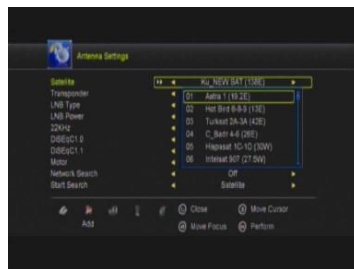 Antenna Settings
Satellite Ku_NEW BAT (138E)
Transponder 01 Astra 1 (19.2E)
LNB Type 02 Hot Bird 6-8-9 (13E)
LNB Power 03 Turksat 2A-3A (42E)
22KHz 04 C_Badr 4-6 (26E)
DiSEqC1.0 05 Hispasat 1C-1D (30W)
DiSEqC1.1 06 Intelsat 907 (27.5W)
Motor
Network Search Off
Start Search Satellite
Add Close Move Cursor
Move Focus Perform